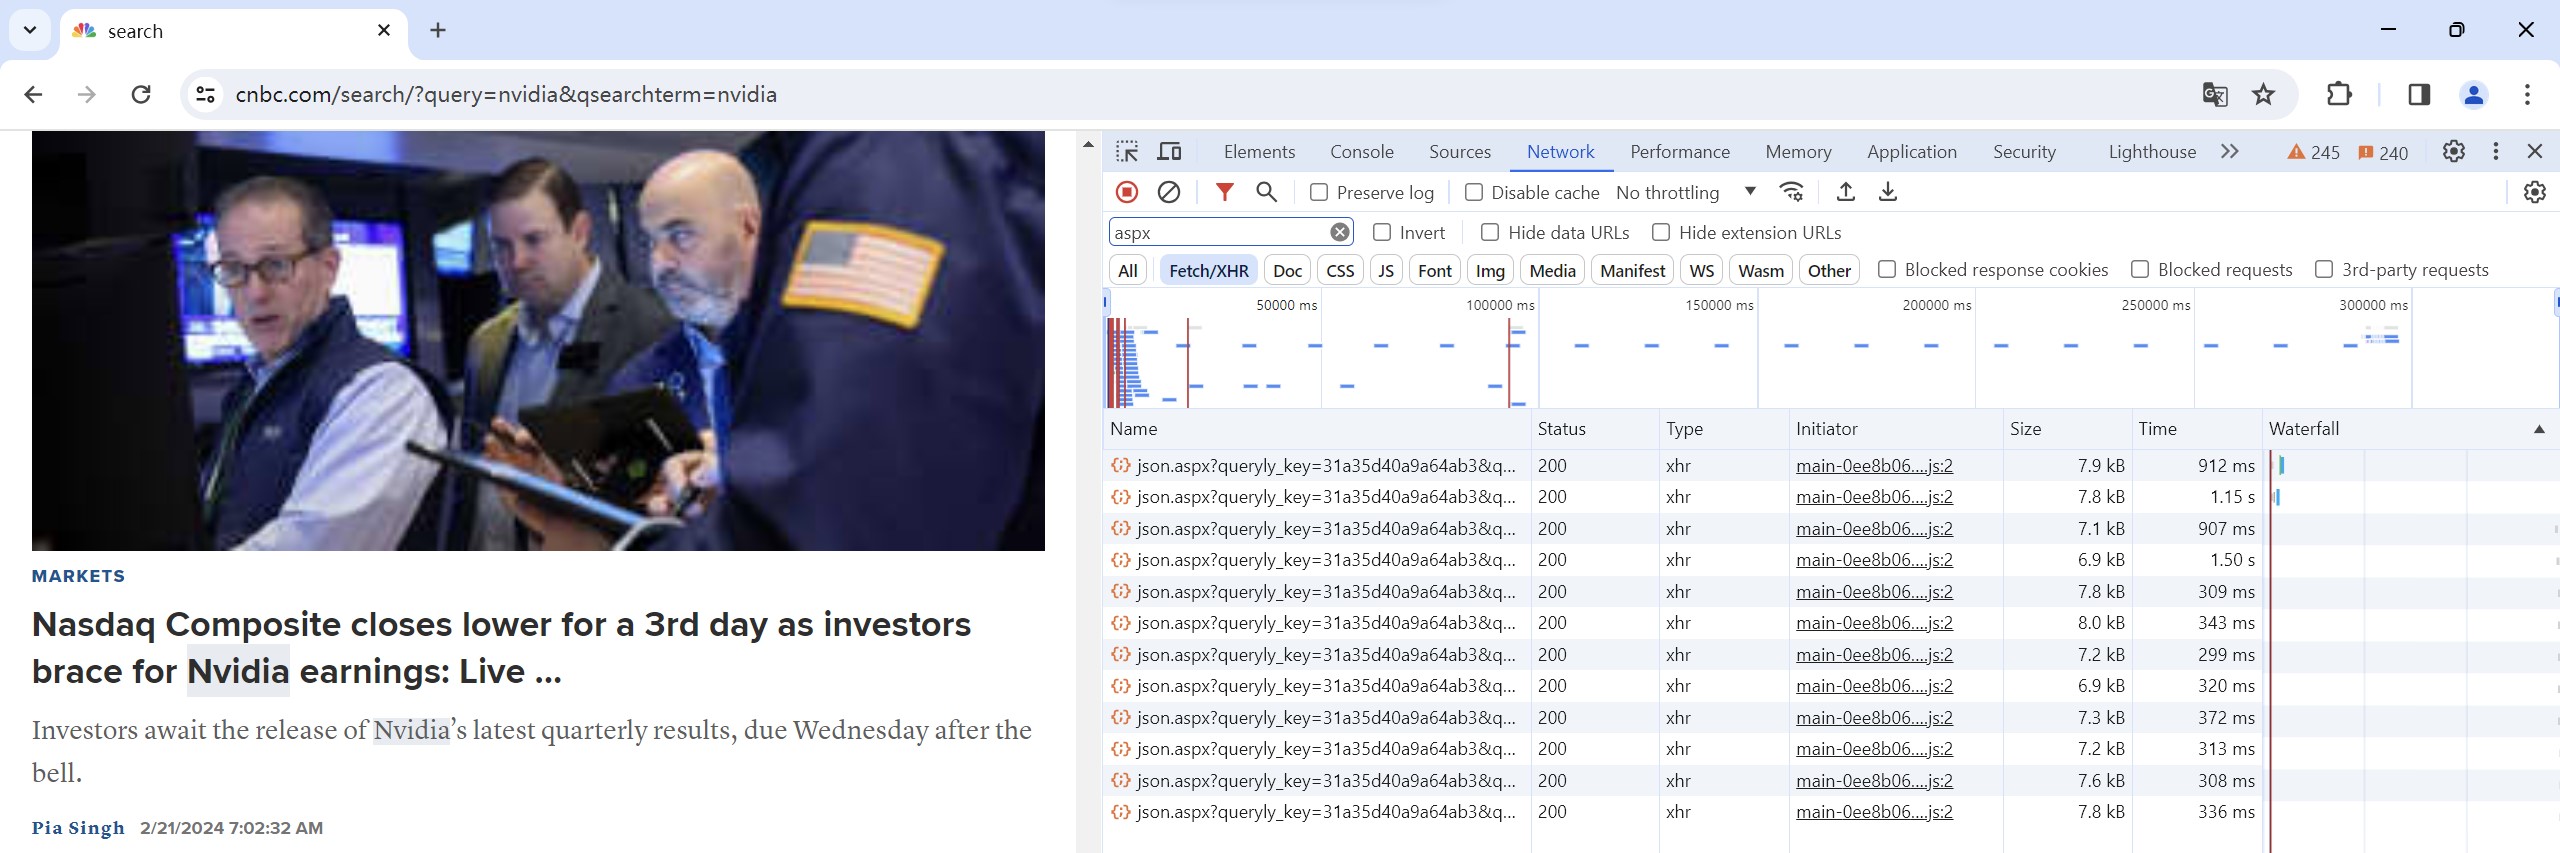 search
cnbc.com/search/?query=nvidia&qsearchterm=nvidia
MARKETS
Nasdaq Composite closes lower for a 3rd day as investors
brace for Nvidia earnings: Live ...
Investors await the release of Nvidia’s latest quarterly results, due Wednesday after the
bell.
Pia Singh 2/21/2024 7:02:32 AM
Elements Console Sources Network Performance Memory Application Security Lighthouse 245 240
Preserve log Disable cache No throttling
aspx Invert Hide data URLs Hide extension URLs
All Fetch/XHR Doc CSS JS Font Img Media Manifest WS Wasm Other Blocked response cookies Blocked requests 3rd-party requests
50000 ms 100000 ms 150000 ms 200000 ms 250000 ms 300000 ms
Name Status Type Initiator Size Time Waterfall
json.aspx?queryly_key=31a35d40a9a64ab3&q... 200 xhr main-0ee8b06....js:2 7.9 kB 912 ms
json.aspx?queryly_key=31a35d40a9a64ab3&q... 200 xhr main-0ee8b06....js:2 7.8 kB 1.15 s
json.aspx?queryly_key=31a35d40a9a64ab3&q... 200 xhr main-0ee8b06....js:2 7.1 kB 907 ms
json.aspx?queryly_key=31a35d40a9a64ab3&q... 200 xhr main-0ee8b06....js:2 6.9 kB 1.50 s
json.aspx?queryly_key=31a35d40a9a64ab3&q... 200 xhr main-0ee8b06....js:2 7.8 kB 309 ms
json.aspx?queryly_key=31a35d40a9a64ab3&q... 200 xhr main-0ee8b06....js:2 8.0 kB 343 ms
json.aspx?queryly_key=31a35d40a9a64ab3&q... 200 xhr main-0ee8b06....js:2 7.2 kB 299 ms
json.aspx?queryly_key=31a35d40a9a64ab3&q... 200 xhr main-0ee8b06....js:2 6.9 kB 320 ms
json.aspx?queryly_key=31a35d40a9a64ab3&q... 200 xhr main-0ee8b06....js:2 7.3 kB 372 ms
json.aspx?queryly_key=31a35d40a9a64ab3&q... 200 xhr main-0ee8b06....js:2 7.2 kB 313 ms
json.aspx?queryly_key=31a35d40a9a64ab3&q... 200 xhr main-0ee8b06....js:2 7.6 kB 308 ms
json.aspx?queryly_key=31a35d40a9a64ab3&q... 200 xhr main-0ee8b06....js:2 7.8 kB 336 ms